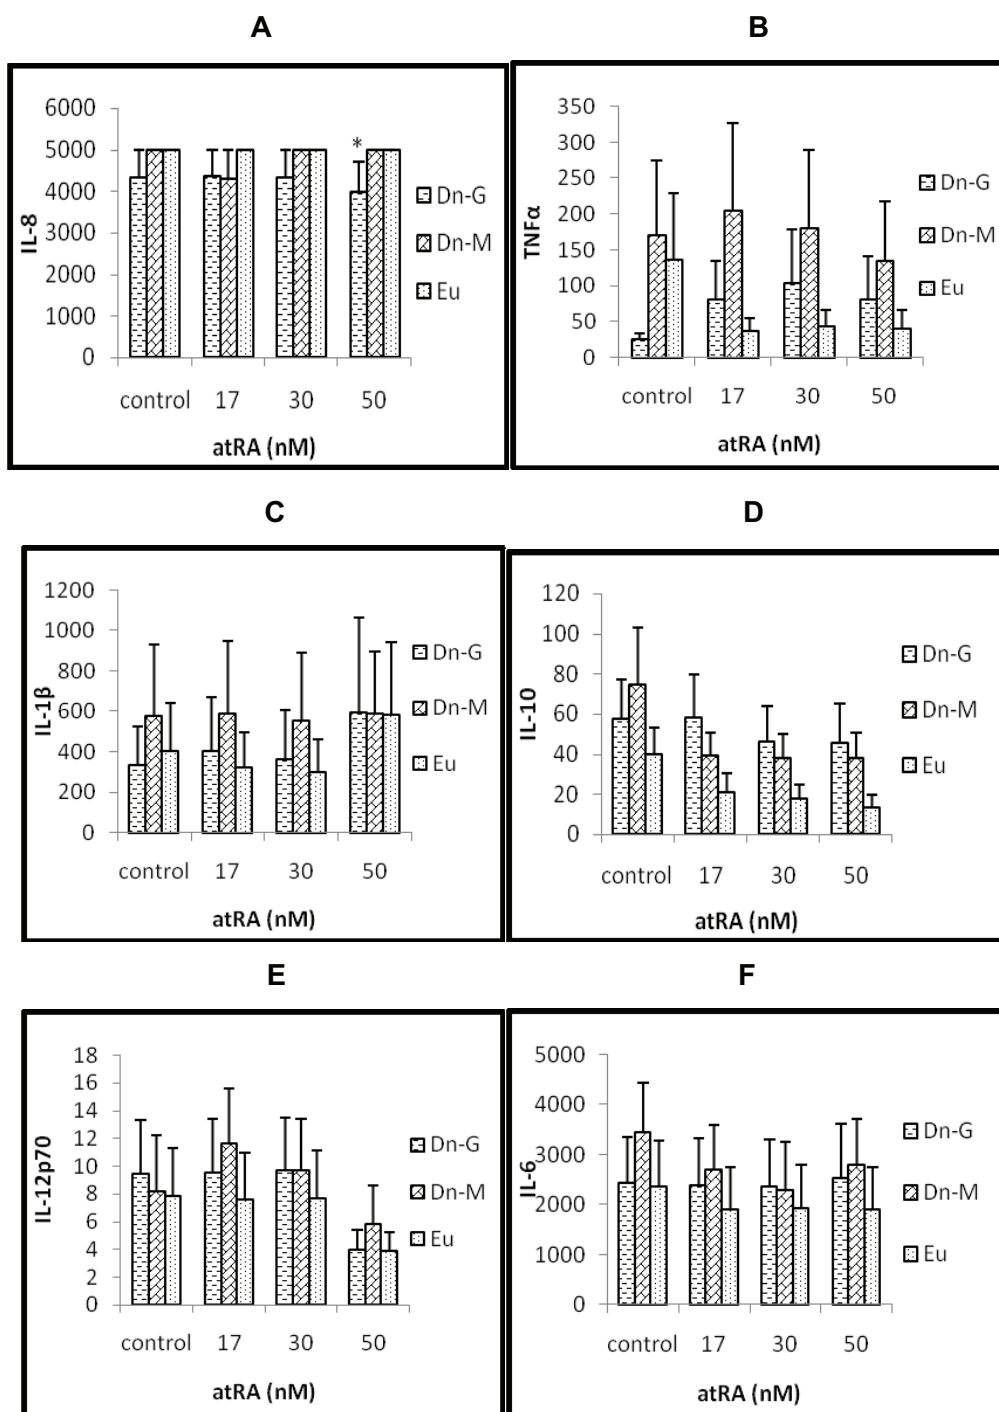 A
B
6000
5000
4000
3000
2000
1000
0
IL-8
*
control 17 30 50
atRA (nM)
Dn-G
Dn-M
Eu
350
300
250
200
150
100
50
0
TNFα
control 17 30 50
atRA (nM)
Dn-G
Dn-M
Eu
C
D
1200
1000
800
600
400
200
0
IL-1β
control 17 30 50
atRA (nM)
Dn-G
Dn-M
Eu
120
100
80
60
40
20
0
IL-10
control 17 30 50
atRA (nM)
Dn-G
Dn-M
Eu
E
F
18
16
14
12
10
8
6
4
2
0
IL-12p70
control 17 30 50
atRA (nM)
Dn-G
Dn-M
Eu
5000
4000
3000
2000
1000
0
IL-6
control 17 30 50
atRA (nM)
Dn-G
Dn-M
Eu